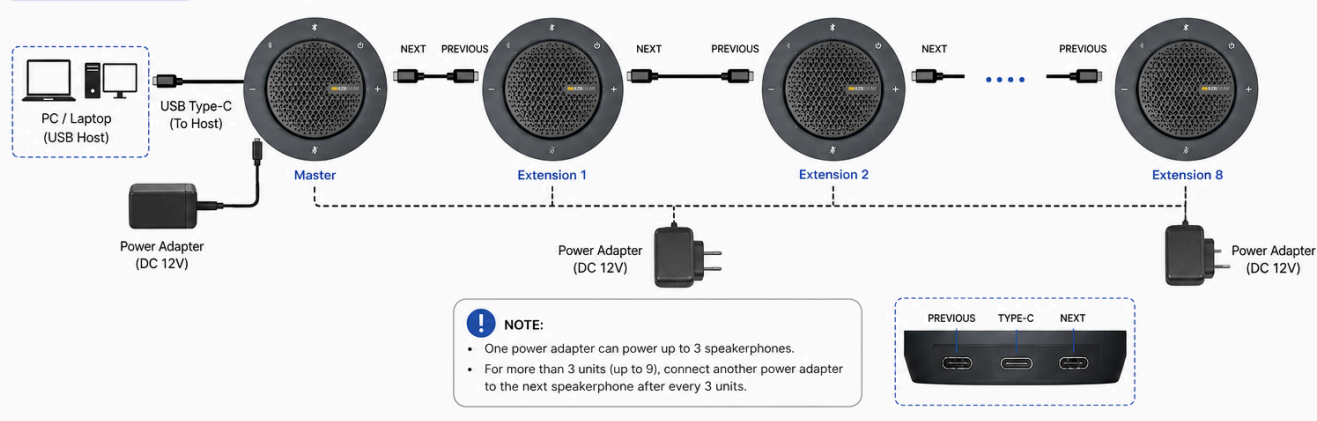 NEXT PREVIOUS
NEXT PREVIOUS
NEXT
PREVIOUS
PC / Laptop
(USB Host)
USB Type-C
(To Host)
Master
Extension 1
Extension 2
Extension 8
Power Adapter
(DC 12V)
Power Adapter
(DC 12V)
Power Adapter
(DC 12V)
NOTE:
• One power adapter can power up to 3 speakerphones.
• For more than 3 units (up to 9), connect another power adapter
to the next speakerphone after every 3 units.
PREVIOUS TYPE-C NEXT